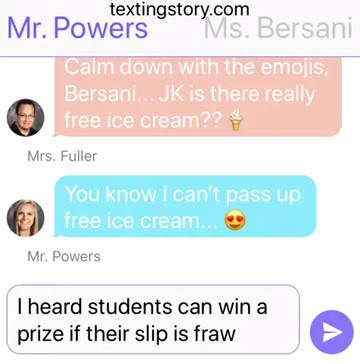 textingstory.com
Mr. Powers Ms. Bersani
Calm down with the emojis,
Bersani... JK is there really
free ice cream?? 🍦
Mrs. Fuller
You know I can't pass up
free ice cream... 😍
Mr. Powers
I heard students can win a
prize if their slip is fraw